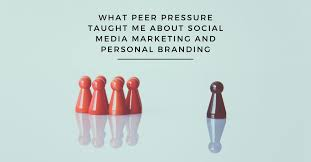 WHAT PEER PRESSURE
TAUGHT ME ABOUT SOCIAL
MEDIA MARKETING AND
PERSONAL BRANDING